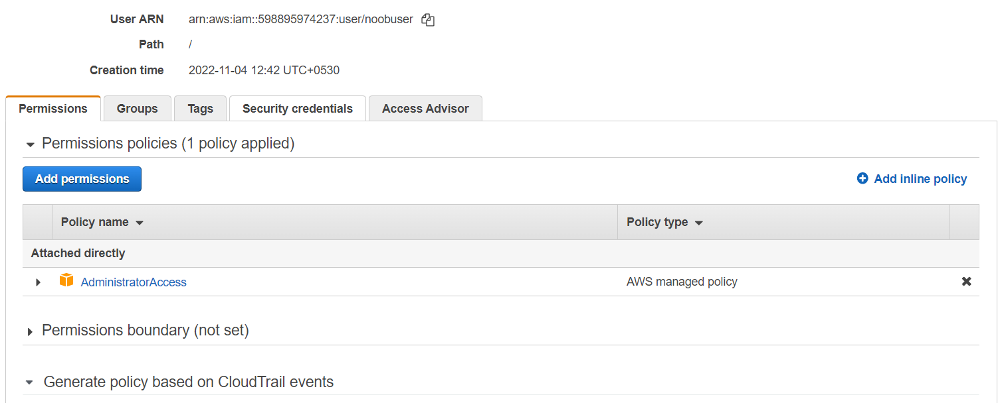 User ARN arn:aws:iam::598895974237:user/noobuser
Path /
Creation time 2022-11-04 12:42 UTC+0530
Permissions Groups Tags Security credentials Access Advisor
Permissions policies (1 policy applied)
Add permissions Add inline policy
Policy name Policy type
Attached directly
AdministratorAccess AWS managed policy
Permissions boundary (not set)
Generate policy based on CloudTrail events